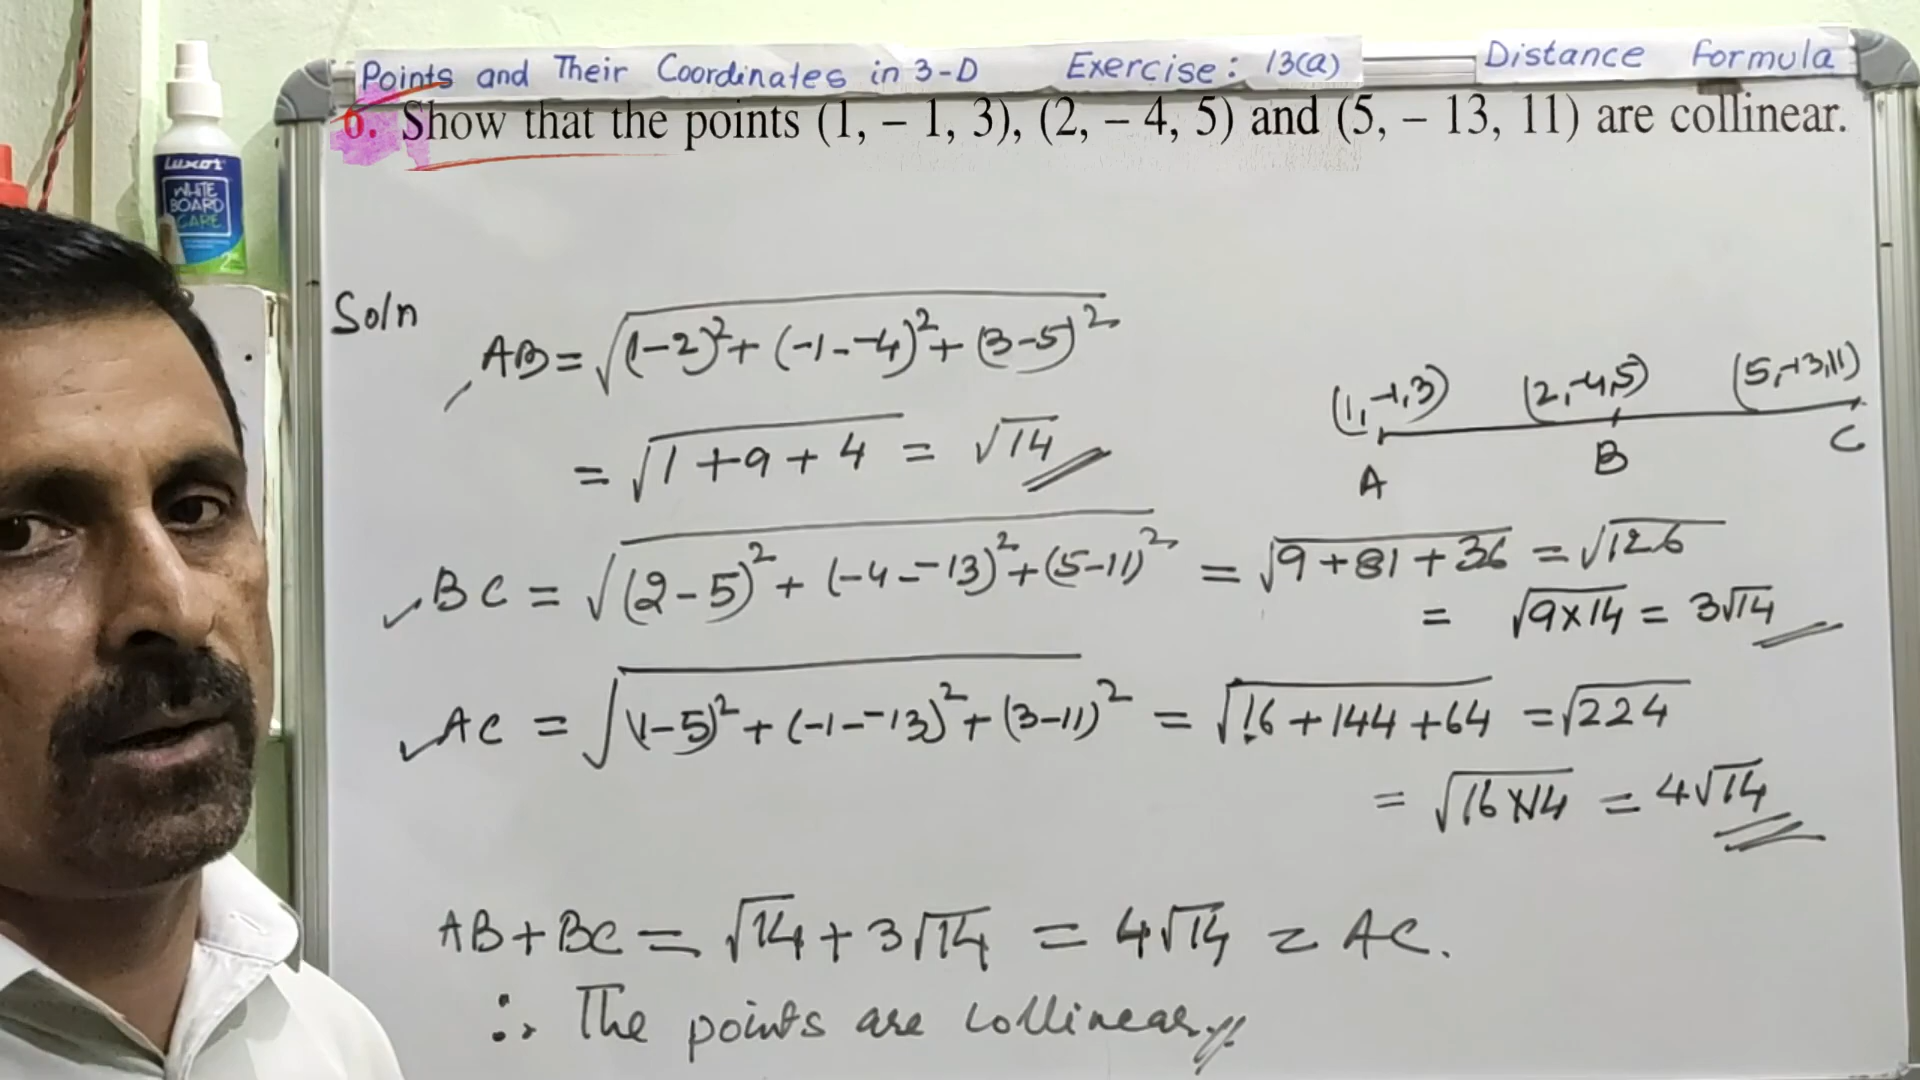 Points and Their Coordinates in 3-D Exercise: 13(a) Distance Formula
6. Show that the points (1, – 1, 3), (2, – 4, 5) and (5, – 13, 11) are collinear.
Luxor
WHITE
BOARD
CARE
Soln
AB = √(1-2)² + (-1--4)² + (3-5)²
= √1+9+4 = √14
(1,-1,3) (2,-4,5) (5,-13,11)
A B C
BC = √(2-5)² + (-4--13)² + (5-11)² = √9+81+36 = √126
= √9×14 = 3√14
AC = √(1-5)² + (-1--13)² + (3-11)² = √16+144+64 = √224
= √16×14 = 4√14
AB+BC = √14 + 3√14 = 4√14 = AC.
∴ The points are collinear